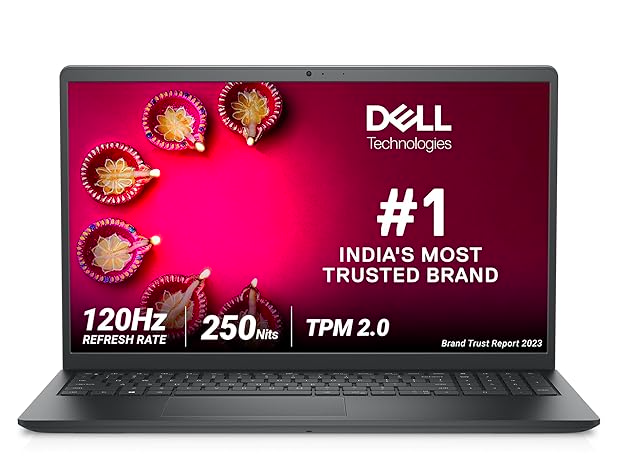 DELL
Technologies
#1
INDIA'S MOST
TRUSTED BRAND
120Hz
REFRESH RATE
250Nits
TPM 2.0
Brand Trust Report 2023